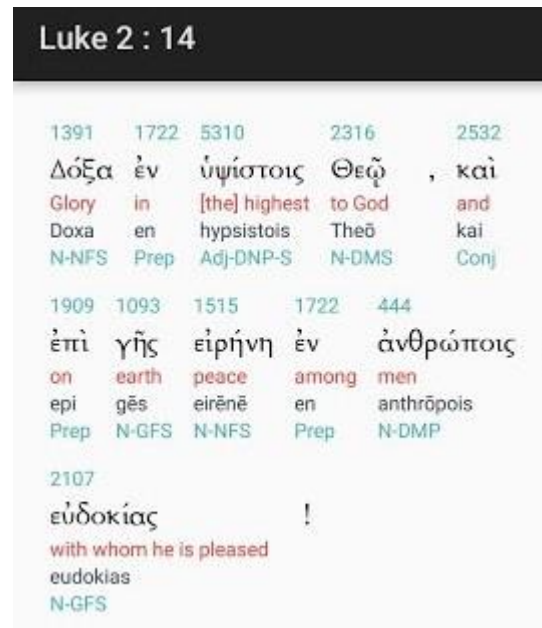 Luke 2 : 14
1391 1722 5310 2316 2532
Δόξα ἐν ὑψίστοις Θεῷ , καὶ
Glory in [the] highest to God and
Doxa en hypsistois Theō kai
N-NFS Prep Adj-DNP-S N-DMS Conj
1909 1093 1515 1722 444
ἐπὶ γῆς εἰρήνη ἐν ἀνθρώποις
on earth peace among men
epi gēs eirēnē en anthrōpois
Prep N-GFS N-NFS Prep N-DMP
2107
εὐδοκίας !
with whom he is pleased
eudokias
N-GFS